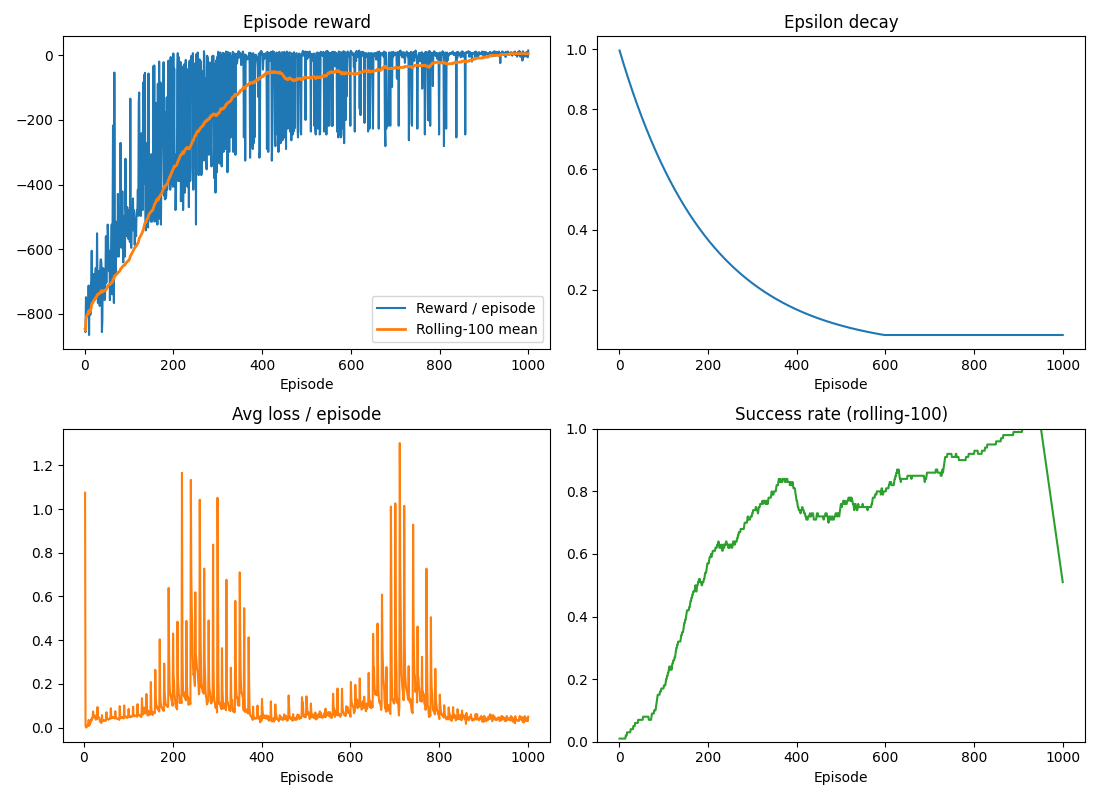 Episode reward
0
−200
−400
−600
−800
Reward / episode
Rolling-100 mean
0 200 400 600 800 1000
Episode
Epsilon decay
1.0
0.8
0.6
0.4
0.2
0 200 400 600 800 1000
Episode
Avg loss / episode
1.2
1.0
0.8
0.6
0.4
0.2
0.0
0 200 400 600 800 1000
Episode
Success rate (rolling-100)
1.0
0.8
0.6
0.4
0.2
0.0
0 200 400 600 800 1000
Episode